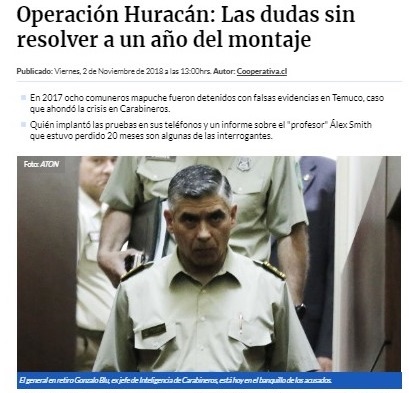 Operación Huracán: Las dudas sin
resolver a un año del montaje
Publicado: Viernes, 2 de Noviembre de 2018 a las 13:00hrs. Autor: Cooperativa.cl
En 2017 ocho comuneros mapuche fueron detenidos con falsas evidencias en Temuco, caso
que ahondó la crisis en Carabineros.
Quién implantó las pruebas en sus teléfonos y un informe sobre el "profesor" Álex Smith
que estuvo perdido 20 meses son algunas de las interrogantes.
Foto: ATON
El general en retiro Gonzalo Blu, ex jefe de Inteligencia de Carabineros, está hoy en el banquillo de los acusados.